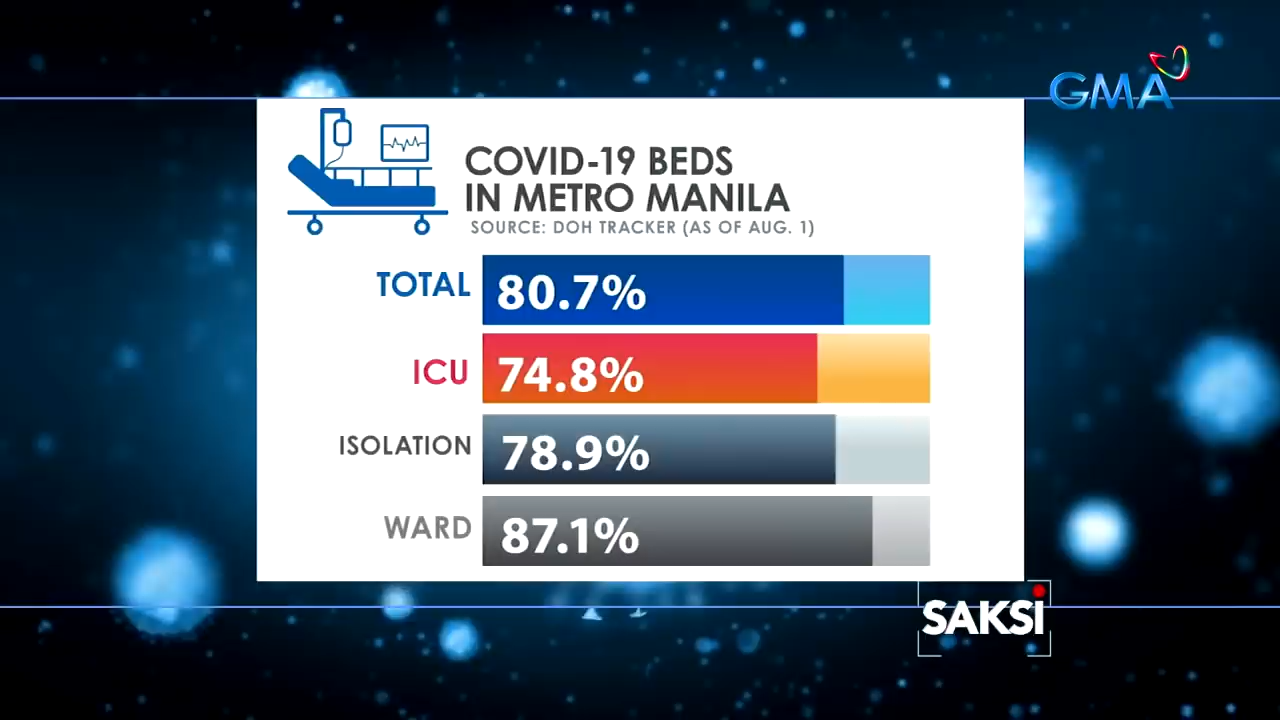 GMA
COVID-19 BEDS
IN METRO MANILA
SOURCE: DOH TRACKER (AS OF AUG. 1)
TOTAL 80.7%
ICU 74.8%
ISOLATION 78.9%
WARD 87.1%
SAKSI